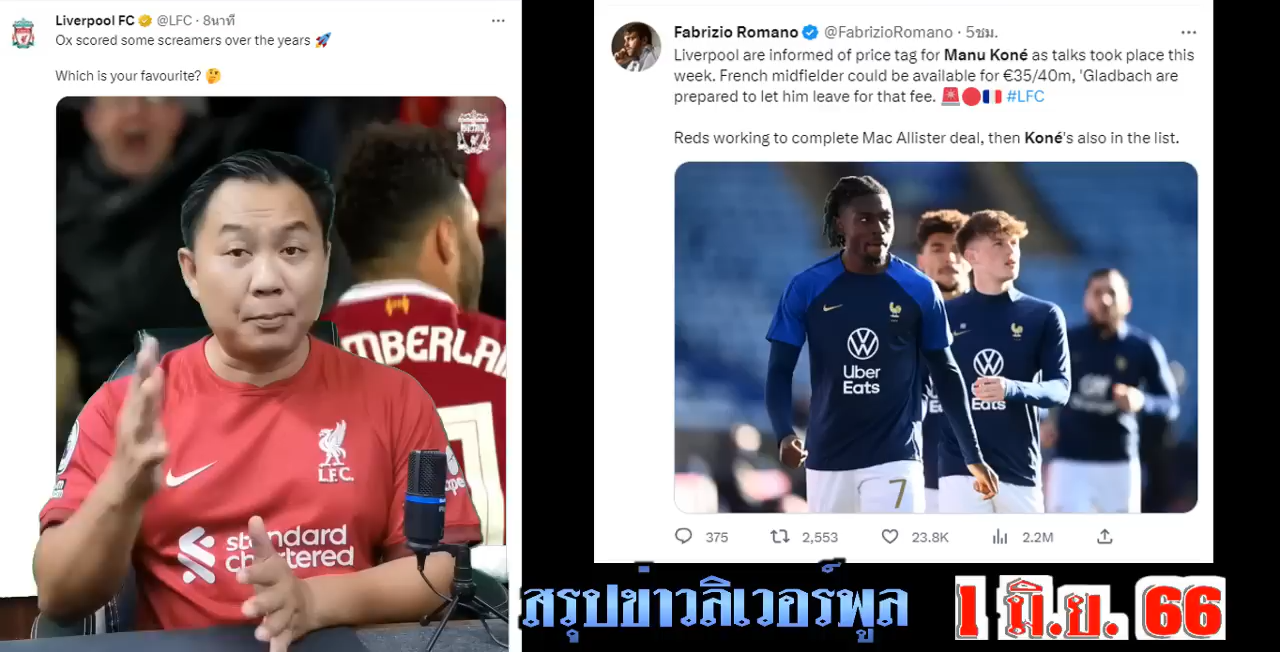 Liverpool FC @LFC · 8นาที
Ox scored some screamers over the years 🚀
Which is your favourite? 🤔
MBERLAI
L.F.C.
standard
chartered
Fabrizio Romano @FabrizioRomano · 5ชม.
Liverpool are informed of price tag for Manu Koné as talks took place this
week. French midfielder could be available for €35/40m, 'Gladbach are
prepared to let him leave for that fee. 🚨🔴🇫🇷 #LFC
Reds working to complete Mac Allister deal, then Koné's also in the list.
Uber
Eats
7
Eats
375 2,553 23.8K 2.2M
สรุปข่าวลิเวอร์พูล 1 มิ.ย. 66